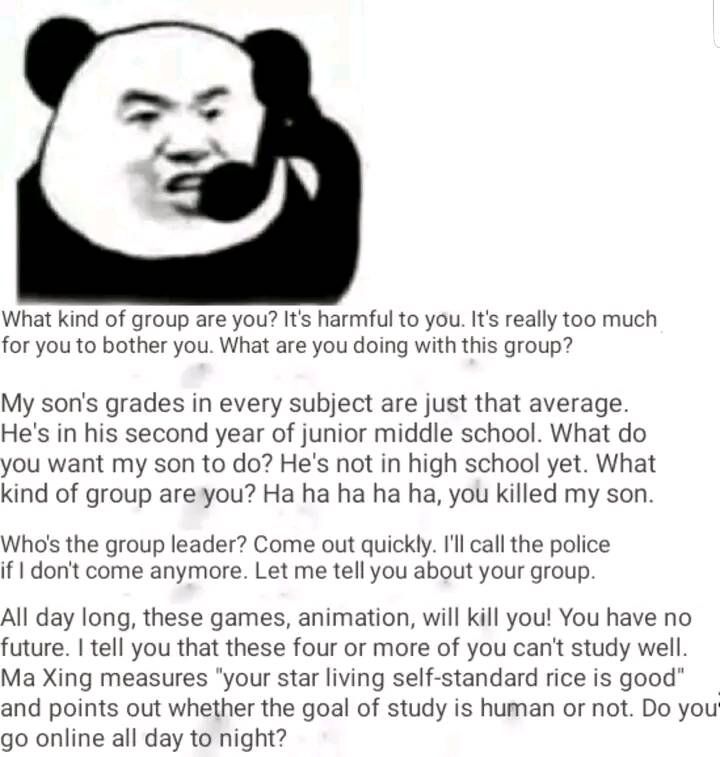 What kind of group are you? It's harmful to you. It's really too much
for you to bother you. What are you doing with this group?
My son's grades in every subject are just that average.
He's in his second year of junior middle school. What do
you want my son to do? He's not in high school yet. What
kind of group are you? Ha ha ha ha ha, you killed my son.
Who's the group leader? Come out quickly. I'll call the police
if I don't come anymore. Let me tell you about your group.
All day long, these games, animation, will kill you! You have no
future. I tell you that these four or more of you can't study well.
Ma Xing measures "your star living self-standard rice is good"
and points out whether the goal of study is human or not. Do you
go online all day to night?